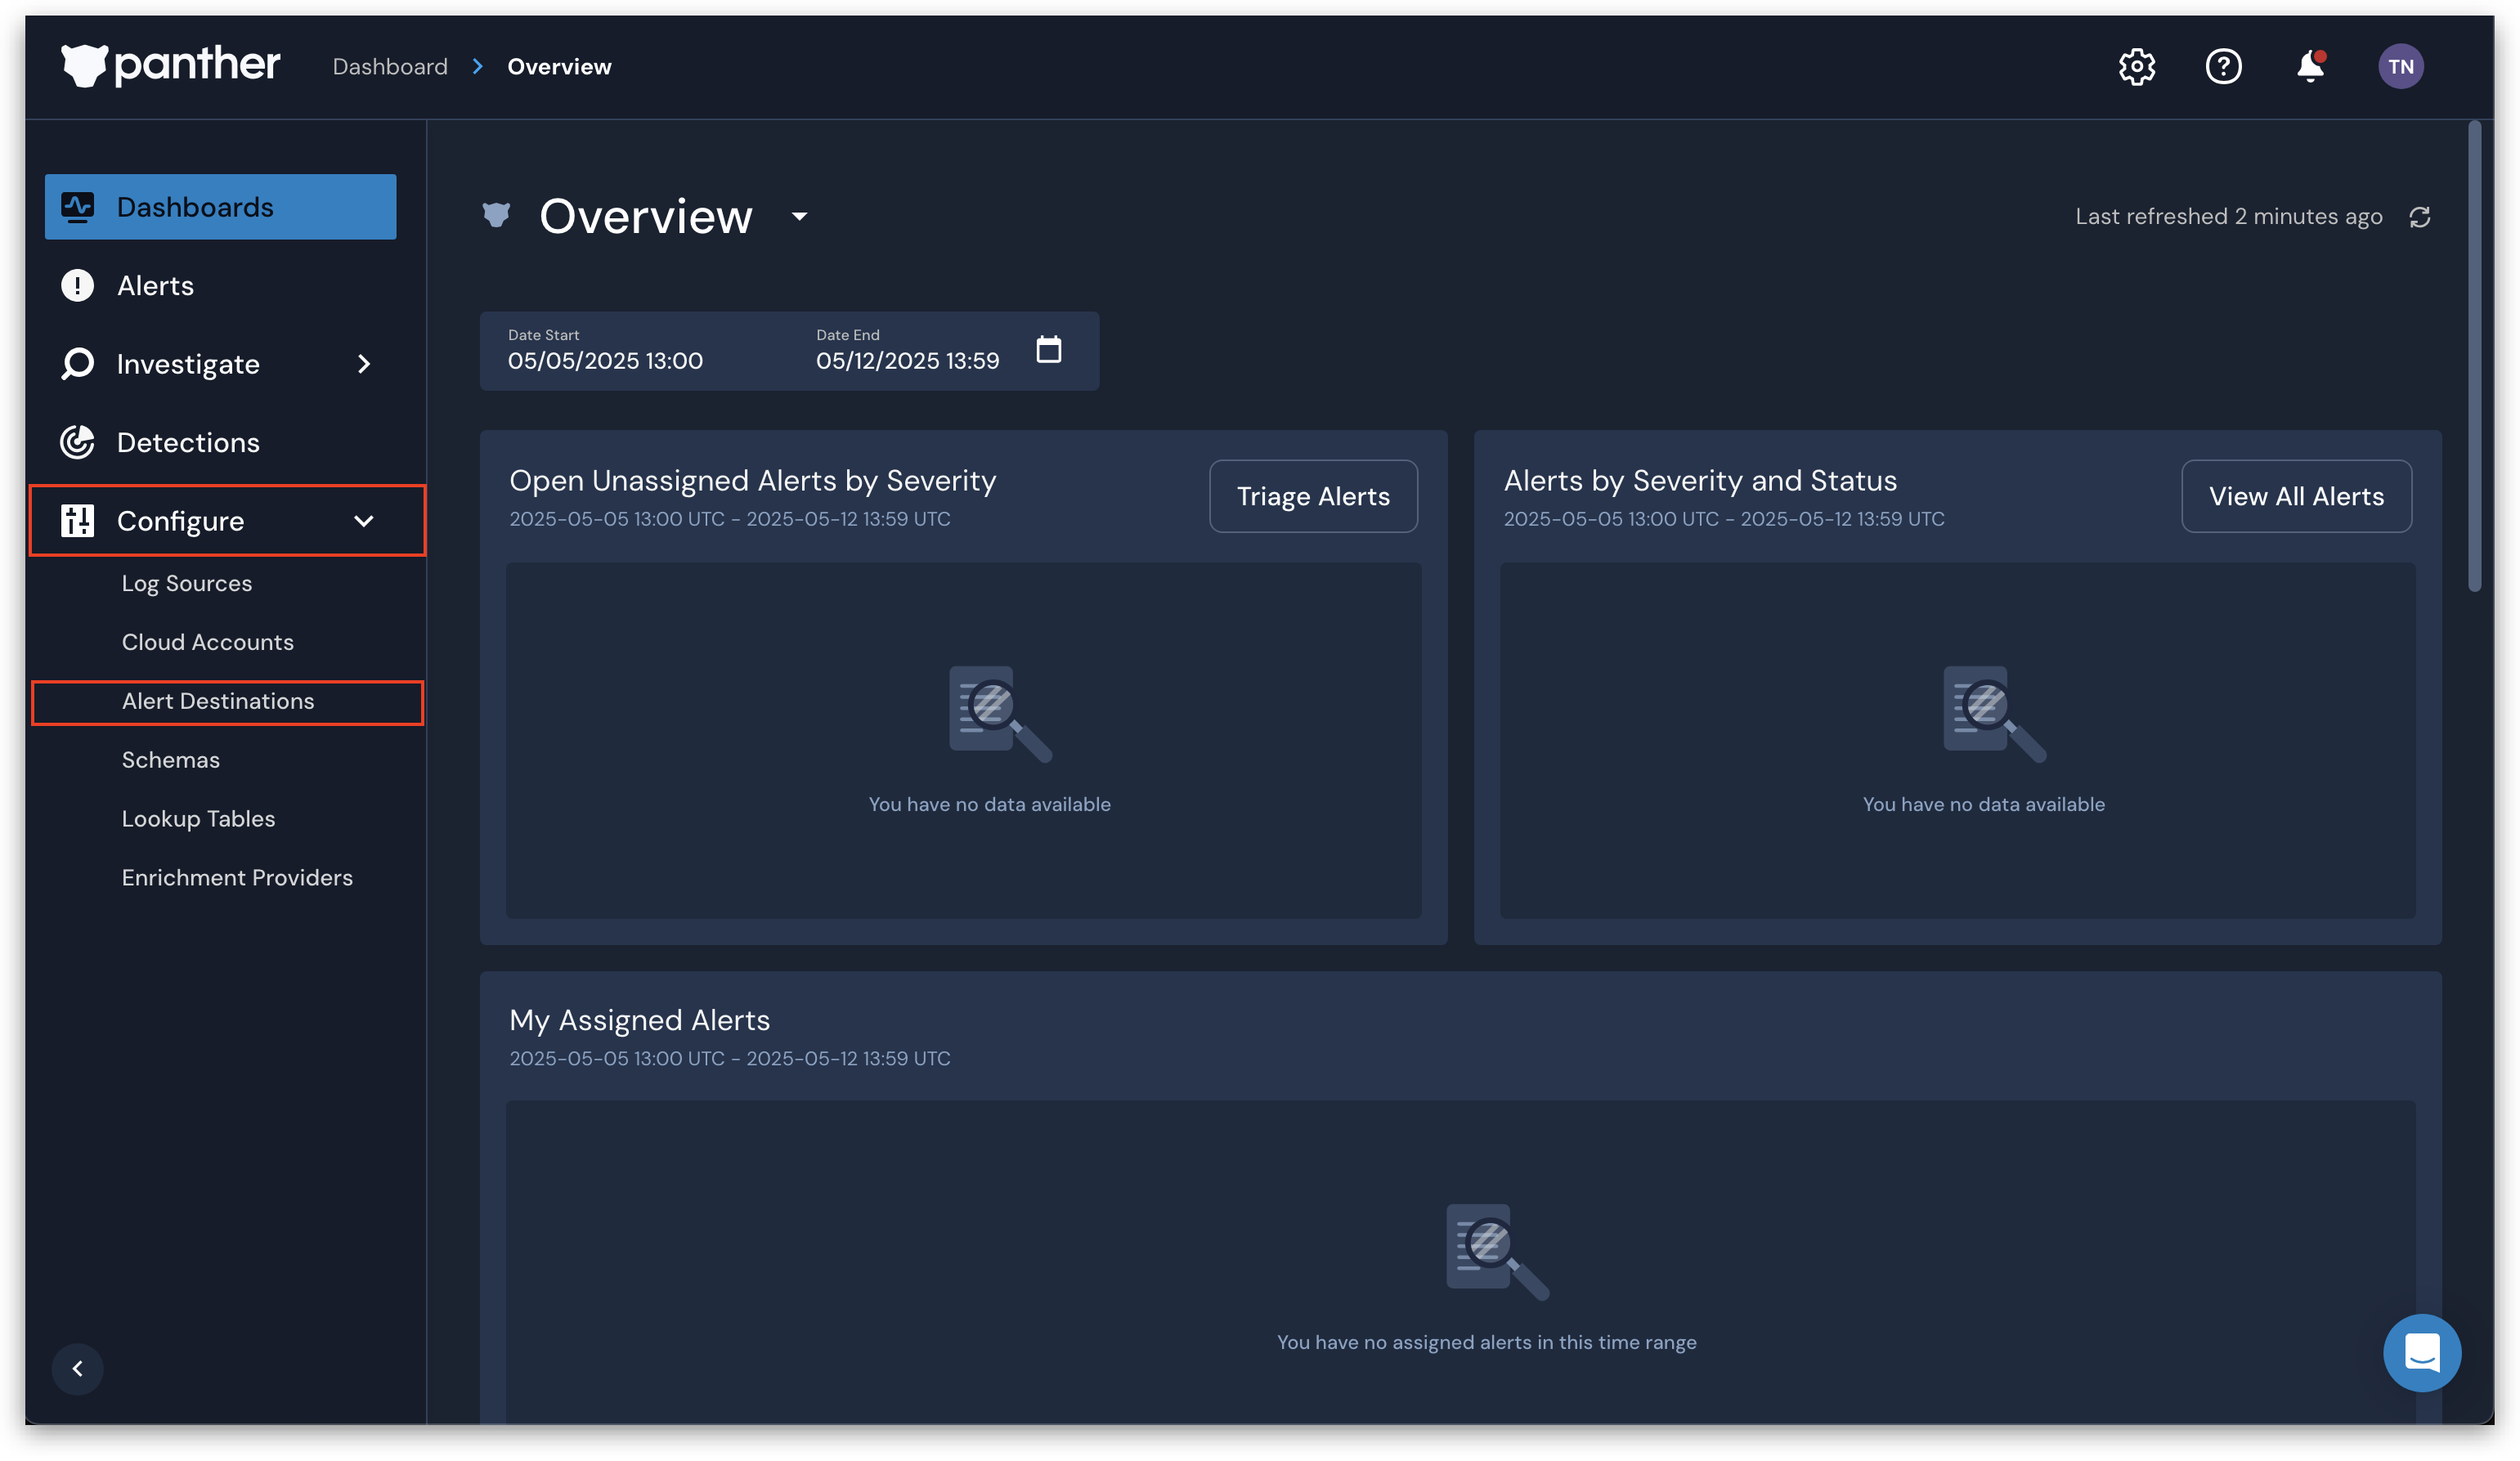 panther
Dashboard Overview
TN
Dashboards
Alerts
Investigate
Detections
Configure
Log Sources
Cloud Accounts
Alert Destinations
Schemas
Lookup Tables
Enrichment Providers
Overview
Last refreshed 2 minutes ago
Date Start
05/05/2025 13:00
Date End
05/12/2025 13:59
Open Unassigned Alerts by Severity
2025-05-05 13:00 UTC - 2025-05-12 13:59 UTC
Triage Alerts
You have no data available
Alerts by Severity and Status
2025-05-05 13:00 UTC - 2025-05-12 13:59 UTC
View All Alerts
You have no data available
My Assigned Alerts
2025-05-05 13:00 UTC - 2025-05-12 13:59 UTC
You have no assigned alerts in this time range